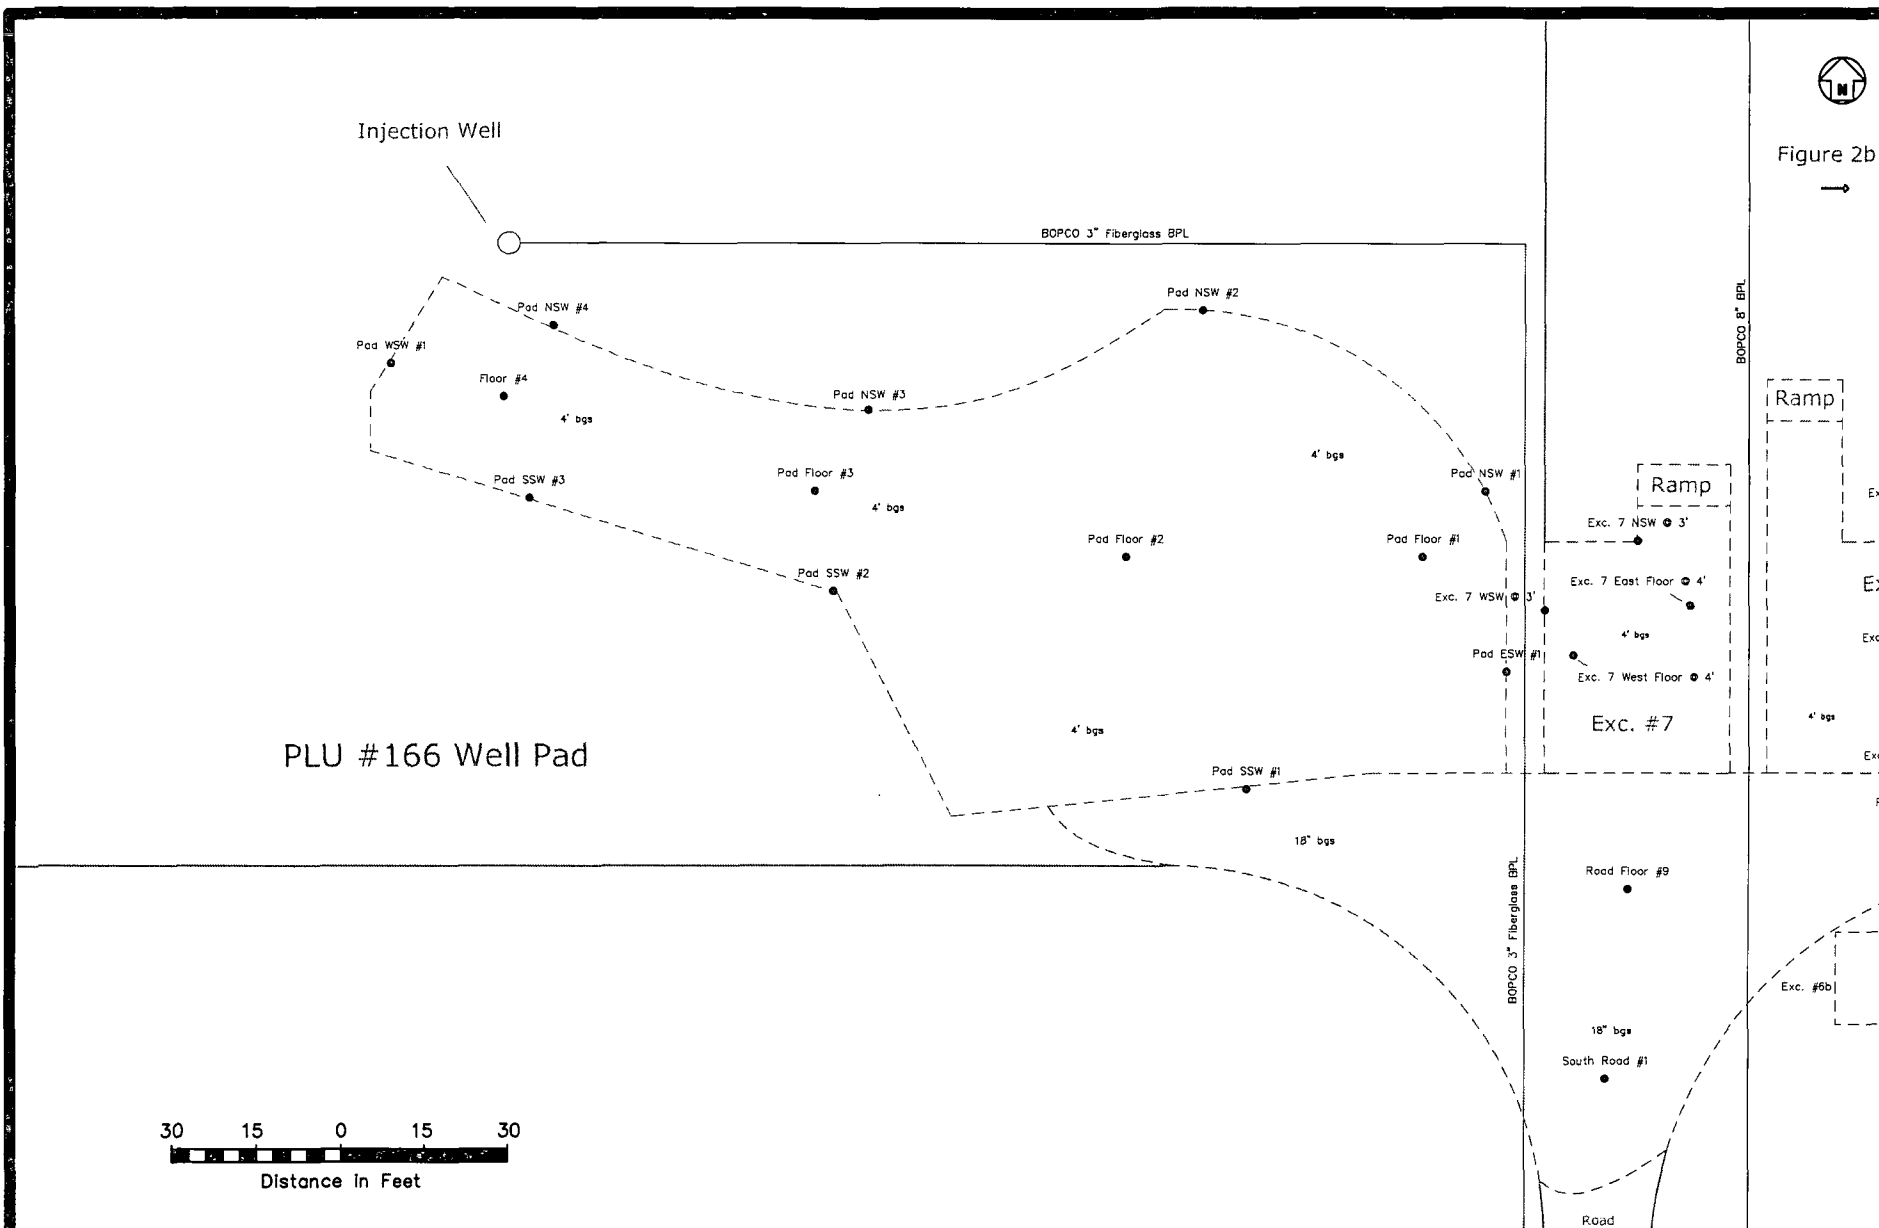 N
Injection Well
Figure 2b
BOPCO 3" Fiberglass BPL
BOPCO 8" BPL
Pad NSW #2
Pad NSW #4
Pad WSW #1
Floor #4
4' bgs
Pad NSW #3
Ramp
4' bgs
Pad NSW #1
Pad Floor #3
Pad SSW #3
4' bgs
Ramp
Exc. 7 NSW @ 3'
Pad Floor #2
Pad Floor #1
Pad SSW #2
Exc. 7 WSW @ 3'
Exc. 7 East Floor @ 4'
4' bgs
Pad ESW #1
Exc. 7 West Floor @ 4'
Exc. #7
4' bgs
4' bgs
PLU #166 Well Pad
Pad SSW #1
18" bgs
Road Floor #9
BOPCO 3" Fiberglass BPL
Exc. #6b
18" bgs
South Road #1
30 15 0 15 30
Distance in Feet
Road